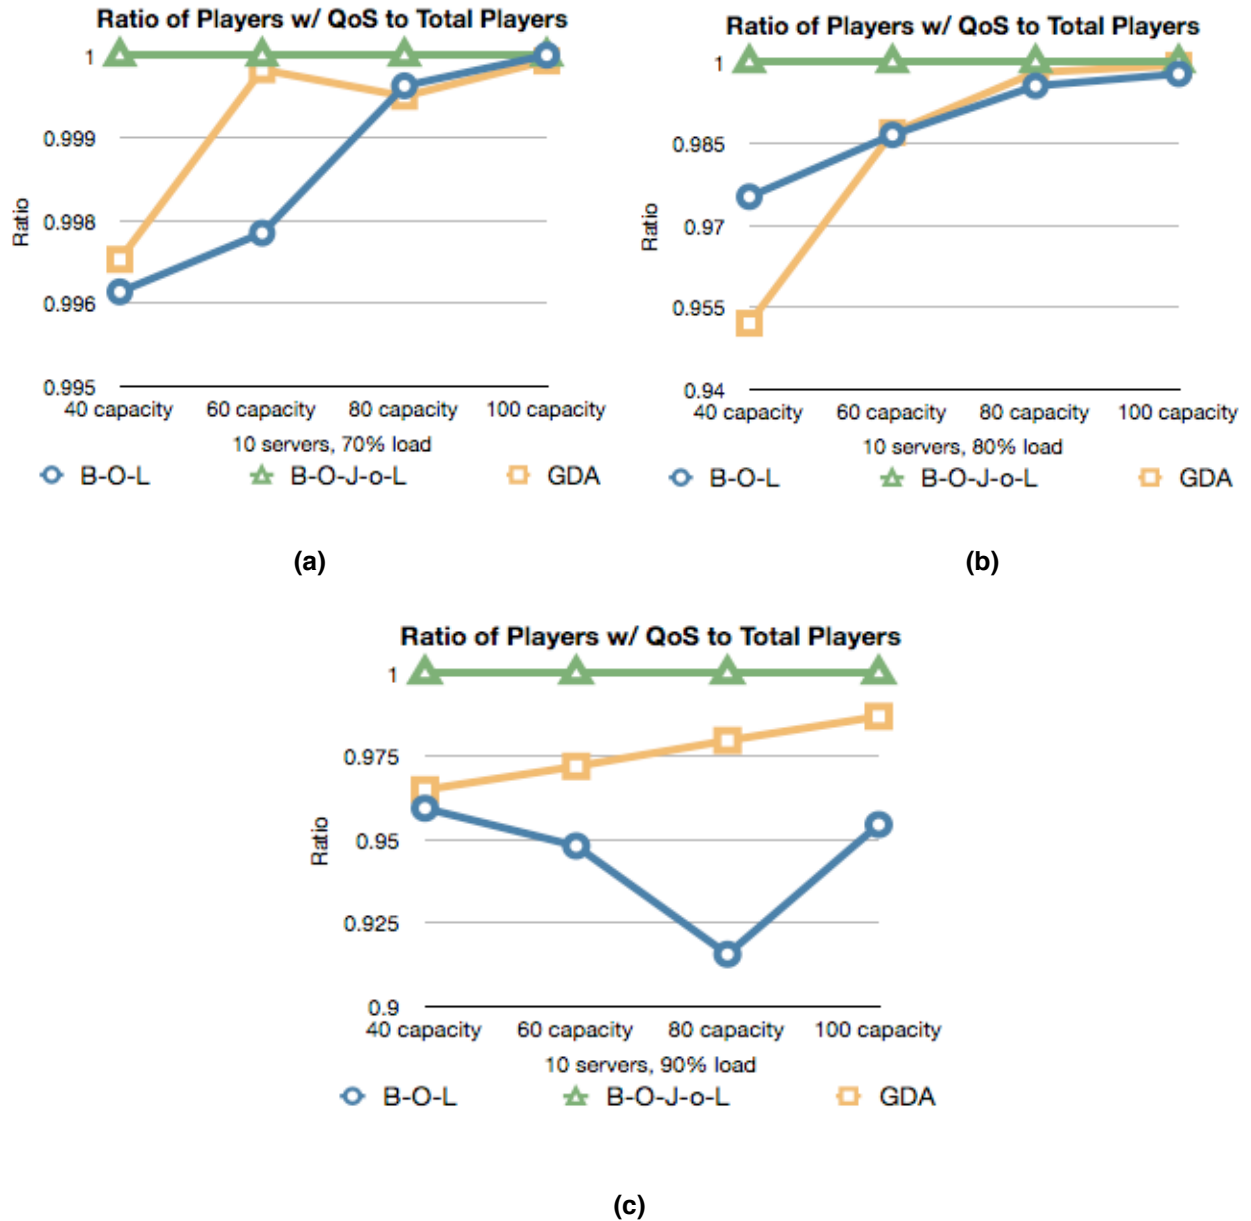 Ratio of Players w/ QoS to Total Players
1
0.999
0.998
0.996
0.995
Ratio
40 capacity 60 capacity 80 capacity 100 capacity
10 servers, 70% load
B-O-L B-O-J-o-L GDA
(a)
Ratio of Players w/ QoS to Total Players
1
0.985
0.97
0.955
0.94
Ratio
40 capacity 60 capacity 80 capacity 100 capacity
10 servers, 80% load
B-O-L B-O-J-o-L GDA
(b)
Ratio of Players w/ QoS to Total Players
1
0.975
0.95
0.925
0.9
Ratio
40 capacity 60 capacity 80 capacity 100 capacity
10 servers, 90% load
B-O-L B-O-J-o-L GDA
(c)